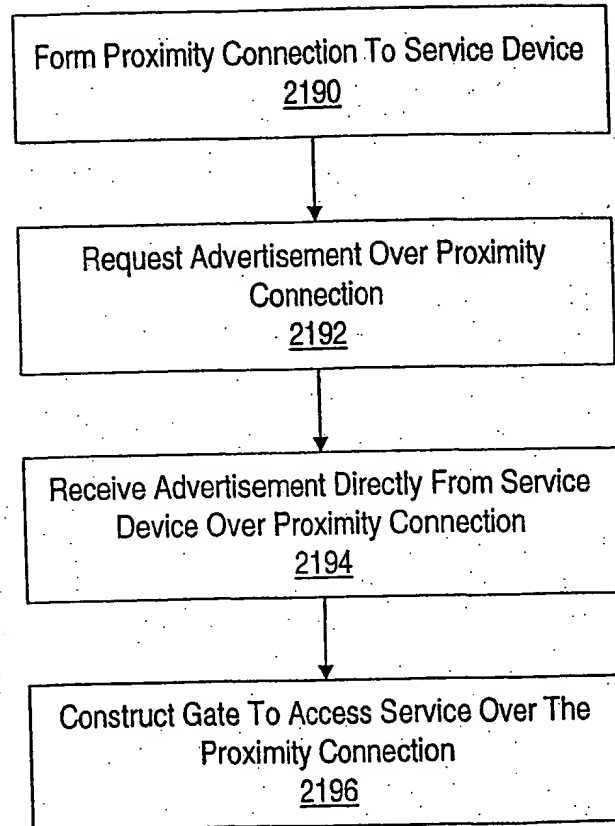 Form Proximity Connection To Service Device
2190
Request Advertisement Over Proximity
Connection
2192
Receive Advertisement Directly From Service
Device Over Proximity Connection
2194
Construct Gate To Access Service Over The
Proximity Connection
2196